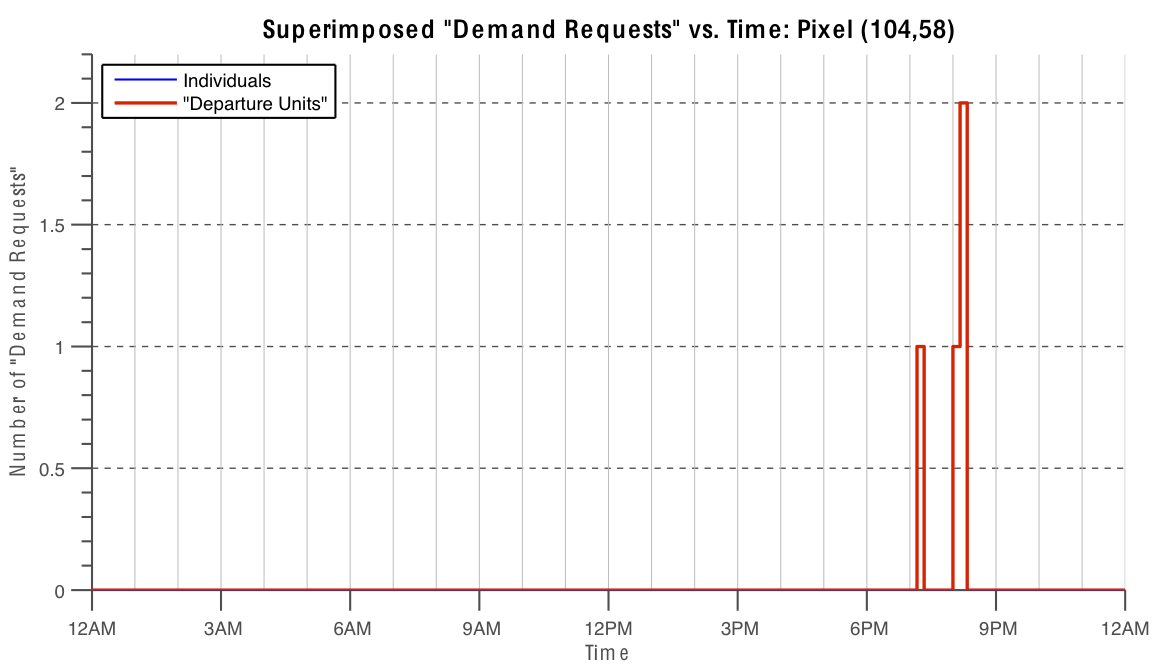 Superimposed "Demand Requests" vs. Time: Pixel (104,58)
Individuals
"Departure Units"
Number of "Demand Requests"
2
1.5
1
0.5
0
12AM 3AM 6AM 9AM 12PM 3PM 6PM 9PM 12AM
Time